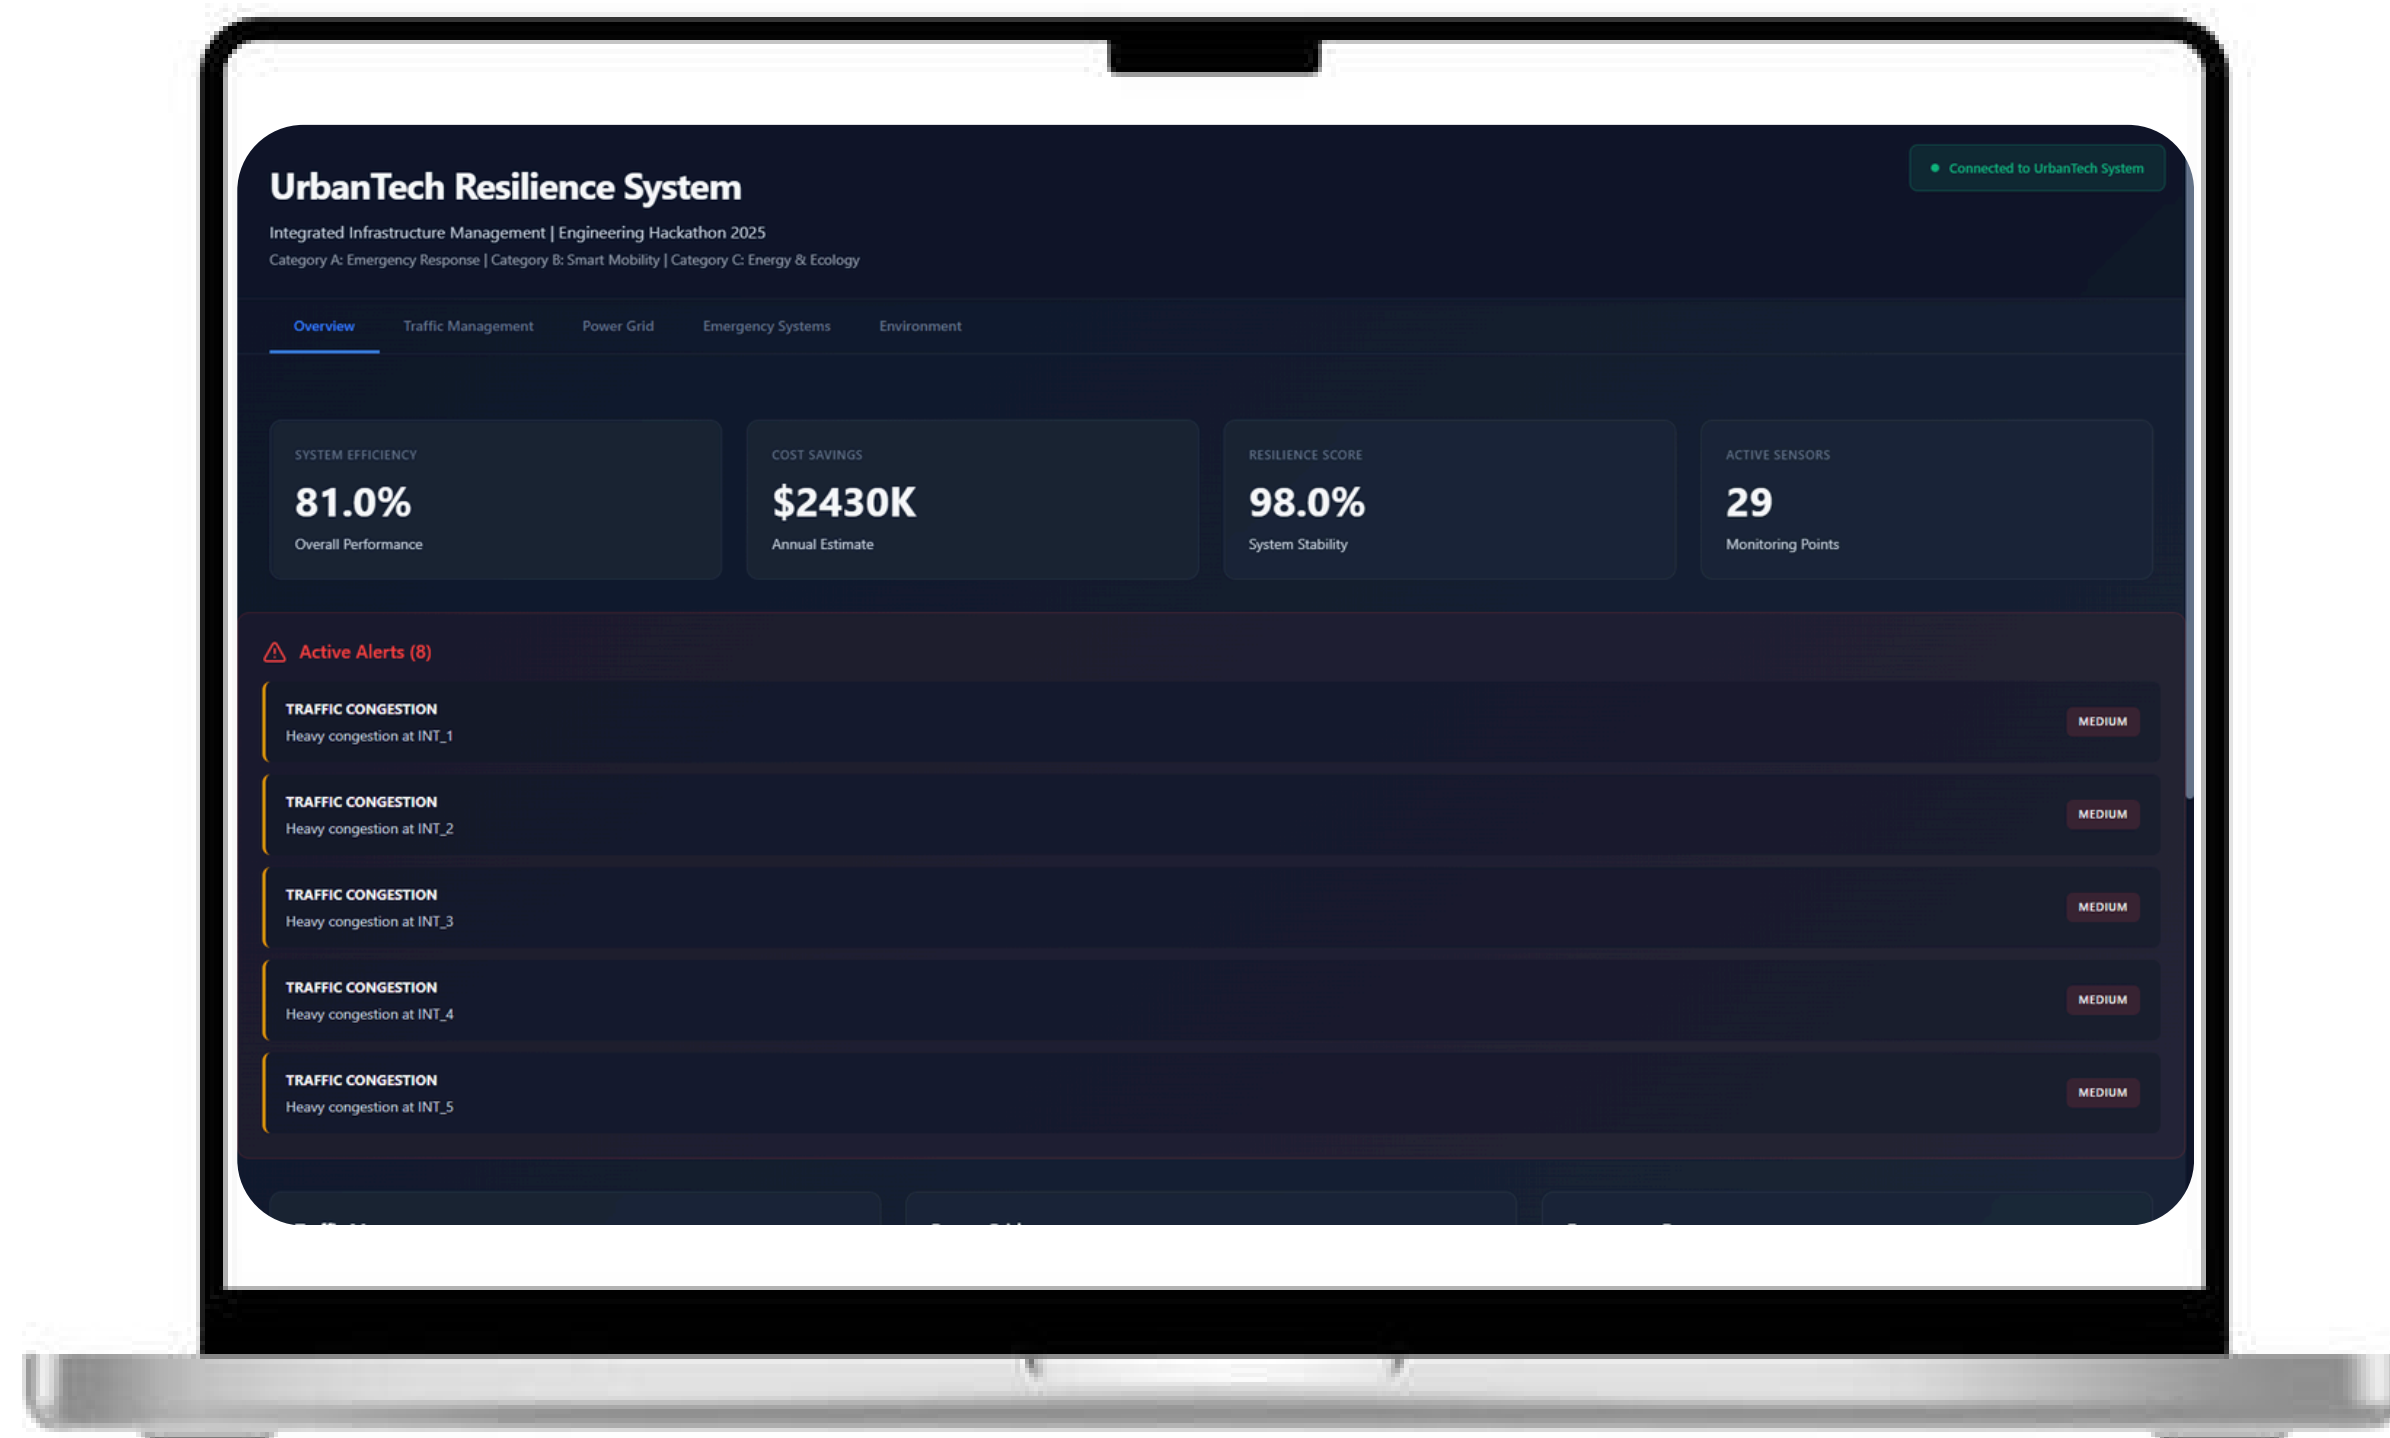 UrbanTech Resilience System
Connected to UrbanTech System
Integrated Infrastructure Management | Engineering Hackathon 2025
Category A: Emergency Response | Category B: Smart Mobility | Category C: Energy & Ecology
Overview Traffic Management Power Grid Emergency Systems Environment
SYSTEM EFFICIENCY
81.0%
Overall Performance
COST SAVINGS
$2430K
Annual Estimate
RESILIENCE SCORE
98.0%
System Stability
ACTIVE SENSORS
29
Monitoring Points
Active Alerts (8)
TRAFFIC CONGESTION
Heavy congestion at INT_1
MEDIUM
TRAFFIC CONGESTION
Heavy congestion at INT_2
MEDIUM
TRAFFIC CONGESTION
Heavy congestion at INT_3
MEDIUM
TRAFFIC CONGESTION
Heavy congestion at INT_4
MEDIUM
TRAFFIC CONGESTION
Heavy congestion at INT_5
MEDIUM